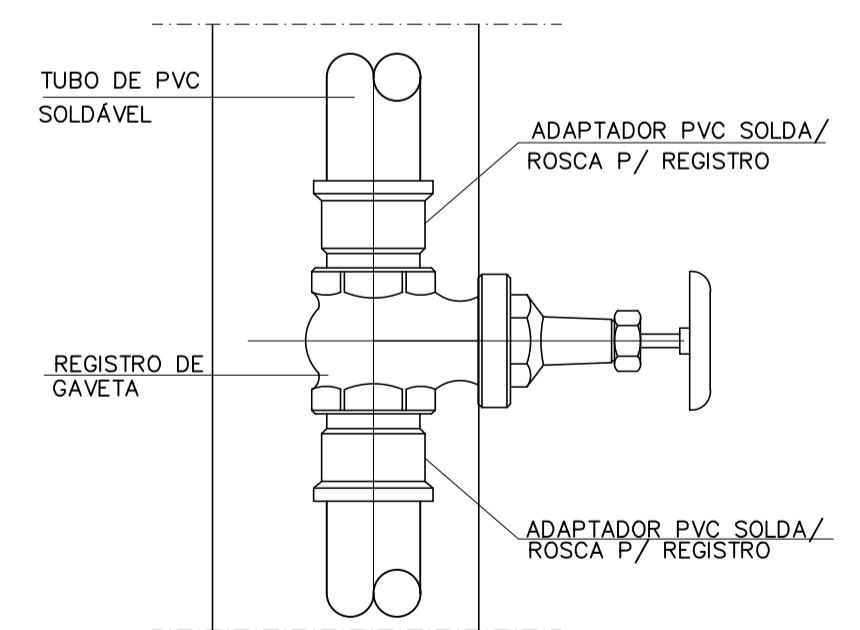 TUBO DE PVC
SOLDÁVEL
ADAPTADOR PVC SOLDA/
ROSCA P/ REGISTRO
REGISTRO DE
GAVETA
ADAPTADOR PVC SOLDA/
ROSCA P/ REGISTRO